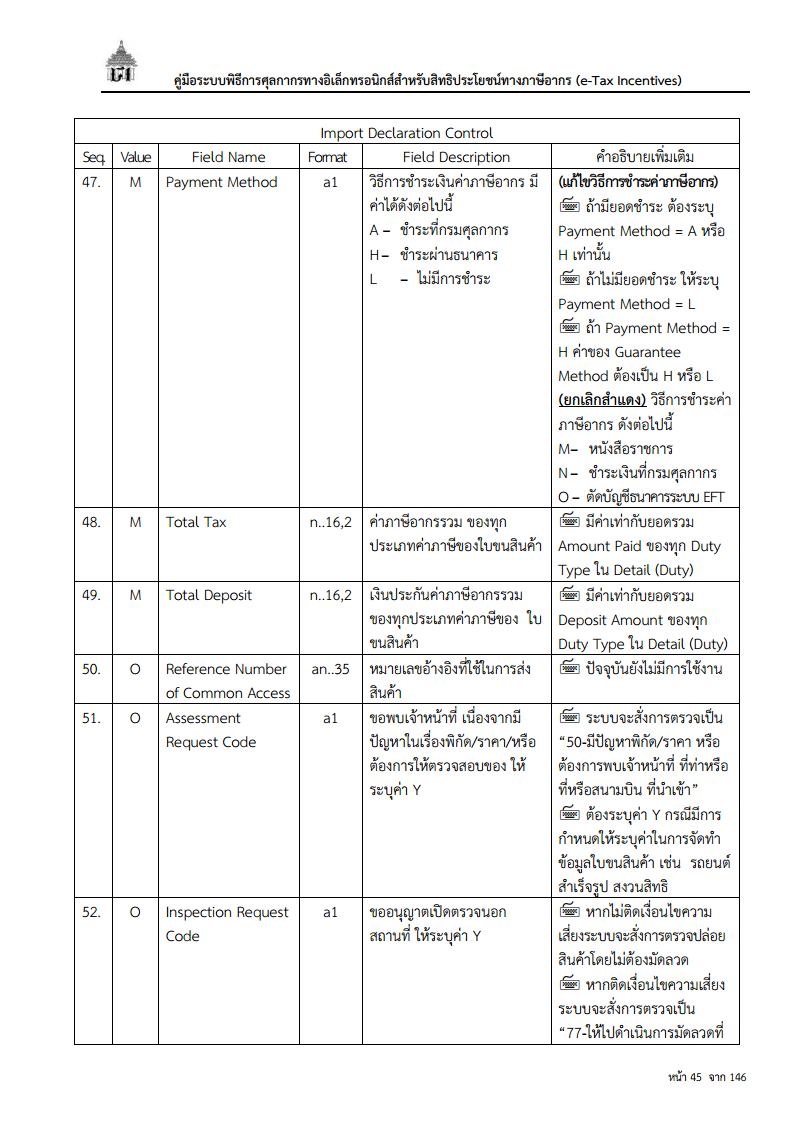 คู่มือระบบพิธีการศุลกากรทางอิเล็กทรอนิกส์สำหรับสิทธิประโยชน์ทางภาษีอากร (e-Tax Incentives)
Import Declaration Control
Seq. Value Field Name Format Field Description คำอธิบายเพิ่มเติม
47. M Payment Method a1 วิธีการชำระเงินค่าภาษีอากร มี
ค่าได้ดังต่อไปนี้
A – ชำระที่กรมศุลกากร
H – ชำระผ่านธนาคาร
L – ไม่มีการชำระ
(แก้ไขวิธีการชำระค่าภาษีอากร)
ถ้ามียอดชำระ ต้องระบุ
Payment Method = A หรือ
H เท่านั้น
ถ้าไม่มียอดชำระ ให้ระบุ
Payment Method = L
ถ้า Payment Method =
H ค่าของ Guarantee
Method ต้องเป็น H หรือ L
(ยกเลิกสำแดง) วิธีการชำระค่า
ภาษีอากร ดังต่อไปนี้
M– หนังสือราชการ
N – ชำระเงินที่กรมศุลกากร
O – ตัดบัญชีธนาคารระบบ EFT
48. M Total Tax n..16,2 ค่าภาษีอากรรวม ของทุก
ประเภทค่าภาษีของใบขนสินค้า
มีค่าเท่ากับยอดรวม
Amount Paid ของทุก Duty
Type ใน Detail (Duty)
49. M Total Deposit n..16,2 เงินประกันค่าภาษีอากรรวม
ของทุกประเภทค่าภาษีของ ใบ
ขนสินค้า
มีค่าเท่ากับยอดรวม
Deposit Amount ของทุก
Duty Type ใน Detail (Duty)
50. O Reference Number
of Common Access
an..35 หมายเลขอ้างอิงที่ใช้ในการส่ง
สินค้า
ปัจจุบันยังไม่มีการใช้งาน
51. O Assessment
Request Code
a1 ขอพบเจ้าหน้าที่ เนื่องจากมี
ปัญหาในเรื่องพิกัด/ราคา/หรือ
ต้องการให้ตรวจสอบของ ให้
ระบุค่า Y
ระบบจะสั่งการตรวจเป็น
“50-มีปัญหาพิกัด/ราคา หรือ
ต้องการพบเจ้าหน้าที่ ที่ท่าหรือ
ที่หรือสนามบิน ที่นำเข้า”
ต้องระบุค่า Y กรณีมีการ
กำหนดให้ระบุค่าในการจัดทำ
ข้อมูลใบขนสินค้า เช่น รถยนต์
สำเร็จรูป สงวนสิทธิ
52. O Inspection Request
Code
a1 ขออนุญาตเปิดตรวจนอก
สถานที่ ให้ระบุค่า Y
หากไม่ติดเงื่อนไขความ
เสี่ยงระบบจะสั่งการตรวจปล่อย
สินค้าโดยไม่ต้องมัดลวด
หากติดเงื่อนไขความเสี่ยง
ระบบจะสั่งการตรวจเป็น
“77-ให้ไปดำเนินการมัดลวดที่
หน้า 45 จาก 146